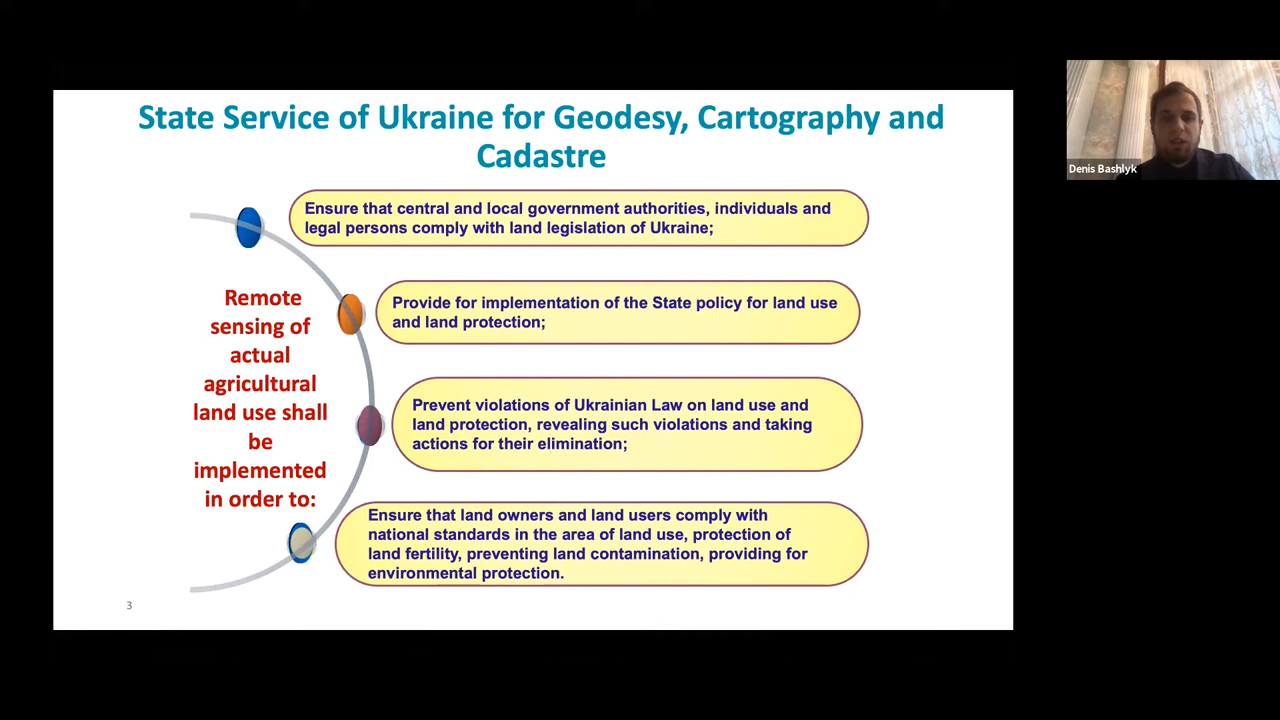 State Service of Ukraine for Geodesy, Cartography and
Cadastre
Ensure that central and local government authorities, individuals and
legal persons comply with land legislation of Ukraine;
Remote
sensing of
actual
agricultural
land use shall
be
implemented
in order to:
Provide for implementation of the State policy for land use
and land protection;
Prevent violations of Ukrainian Law on land use and
land protection, revealing such violations and taking
actions for their elimination;
Ensure that land owners and land users comply with
national standards in the area of land use, protection of
land fertility, preventing land contamination, providing for
environmental protection.
3
Denis Bashlyk